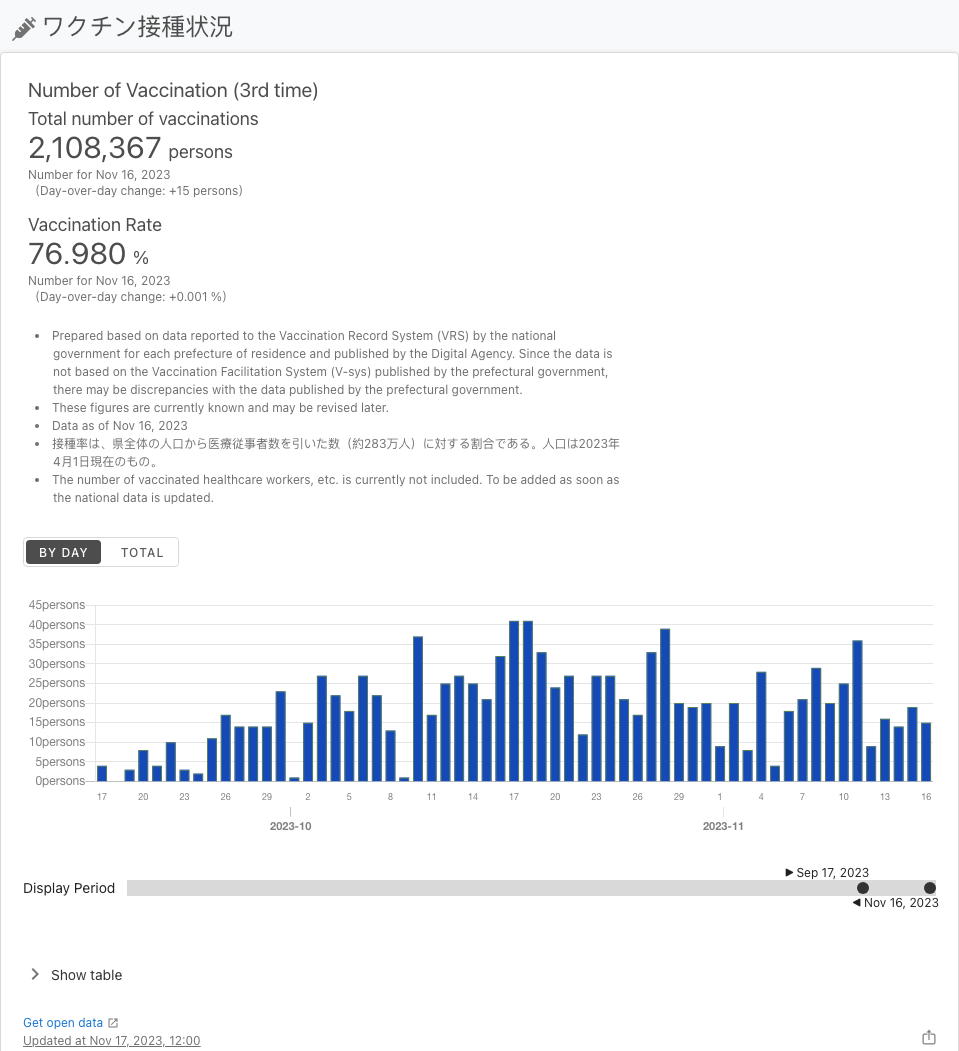 ワクチン接種状況
Number of Vaccination (3rd time)
Total number of vaccinations
2,108,367 persons
Number for Nov 16, 2023
(Day-over-day change: +15 persons)
Vaccination Rate
76.980 %
Number for Nov 16, 2023
(Day-over-day change: +0.001 %)
• Prepared based on data reported to the Vaccination Record System (VRS) by the national
government for each prefecture of residence and published by the Digital Agency. Since the data is
not based on the Vaccination Facilitation System (V-sys) published by the prefectural government,
there may be discrepancies with the data published by the prefectural government.
• These figures are currently known and may be revised later.
• Data as of Nov 16, 2023
• 接種率は、県全体の人口から医療従事者数を引いた数（約283万人）に対する割合である。人口は2023年
4月1日現在のもの。
• The number of vaccinated healthcare workers, etc. is currently not included. To be added as soon as
the national data is updated.
BY DAY TOTAL
45persons
40persons
35persons
30persons
25persons
20persons
15persons
10persons
5persons
0persons
17 20 23 26 29 2 5 8 11 14 17 20 23 26 29 1 4 7 10 13 16
2023-10 2023-11
▶ Sep 17, 2023
Display Period
◀ Nov 16, 2023
Show table
Get open data
Updated at Nov 17, 2023, 12:00